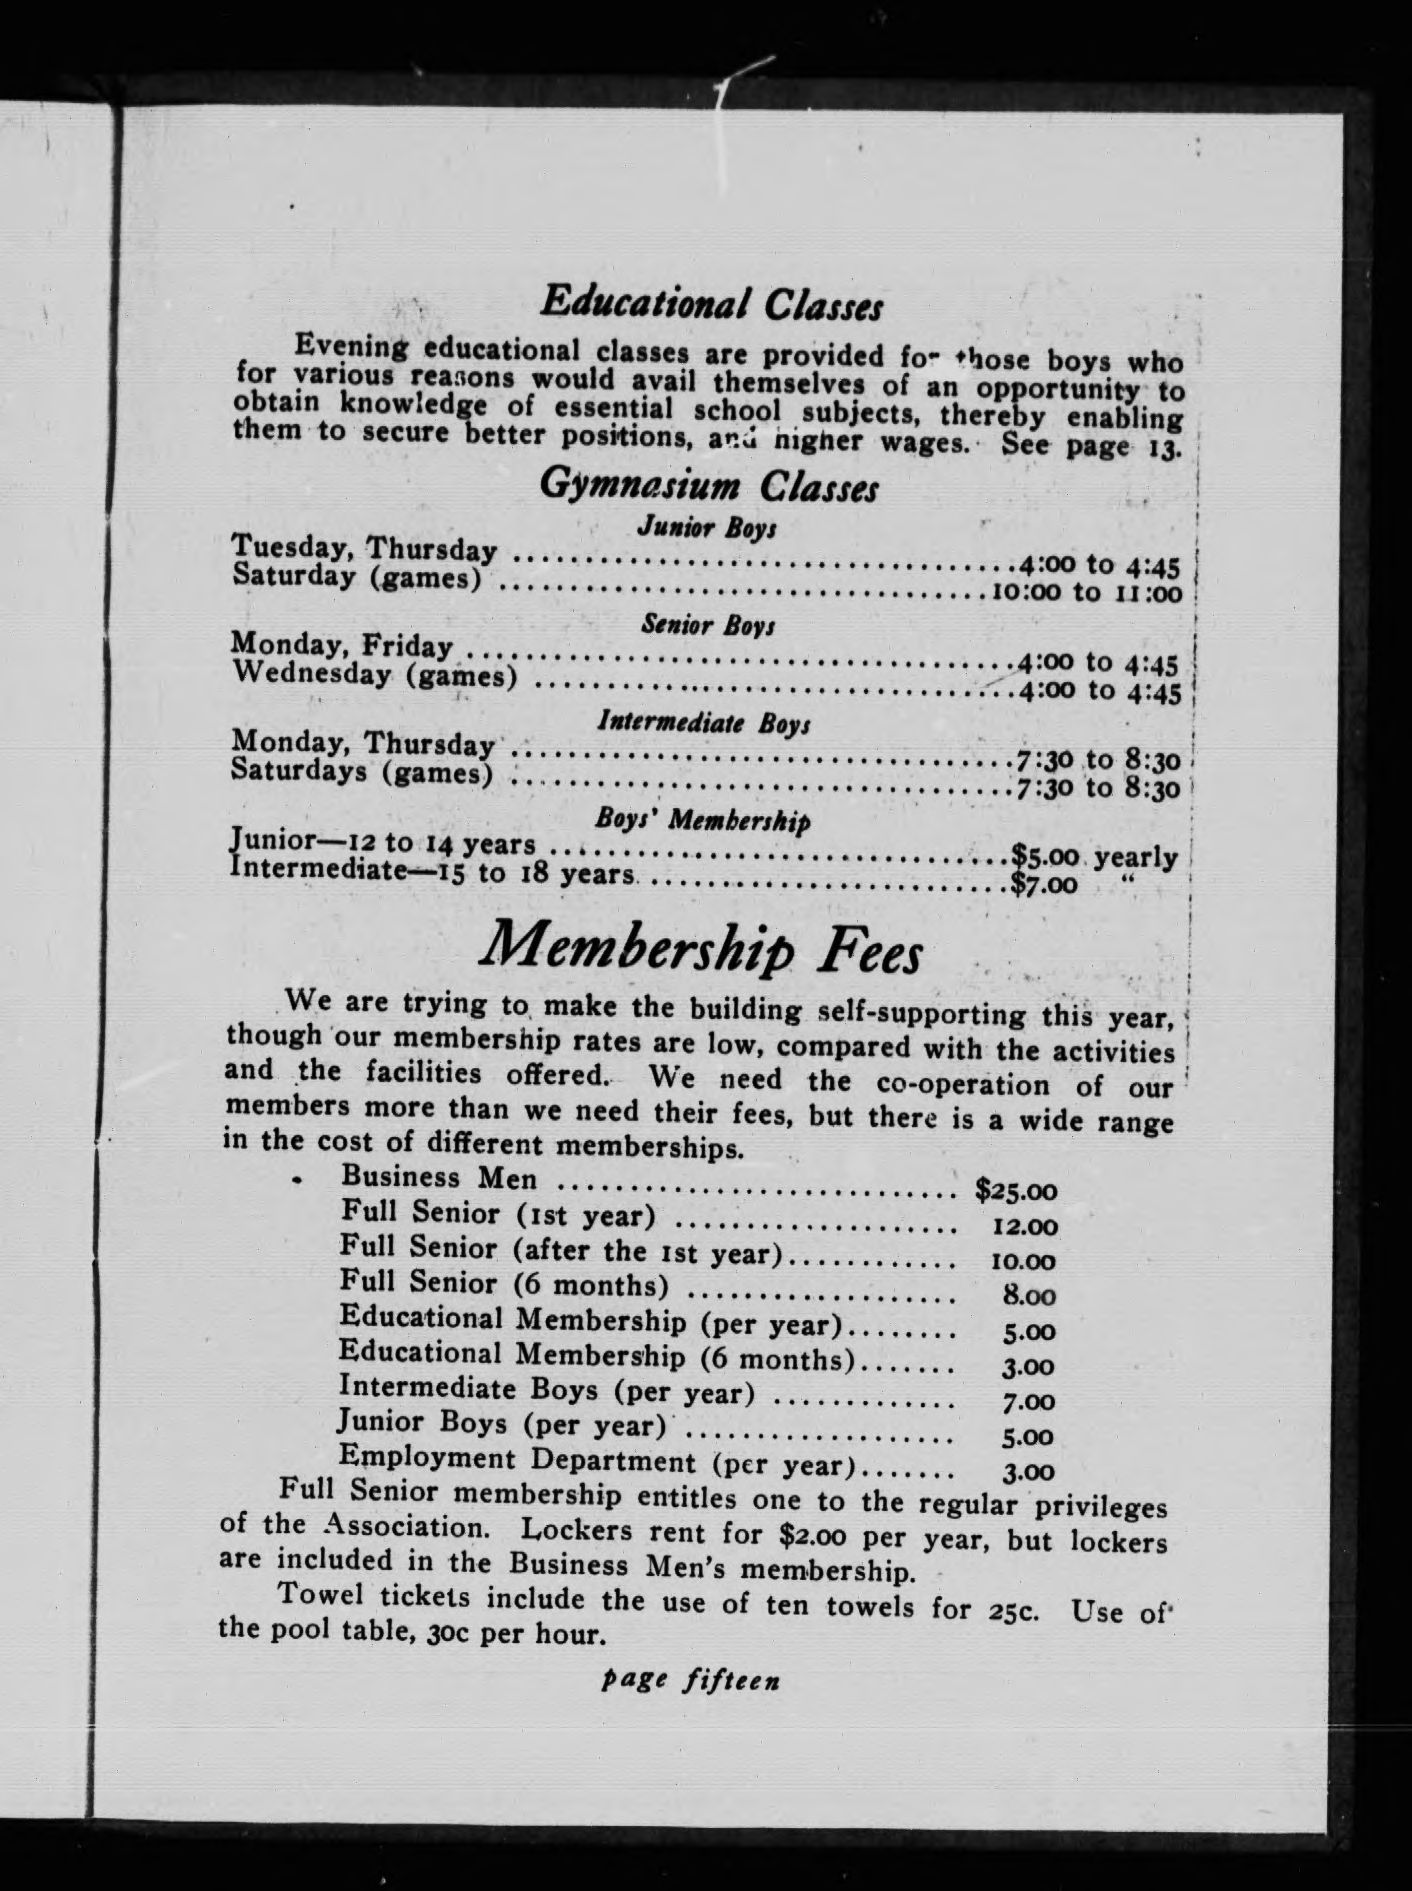 Educational Classes
Evening educational classes are provided for those boys who
for various reasons would avail themselves of an opportunity to
obtain knowledge of essential school subjects, thereby enabling
them to secure better positions, and higher wages. See page 13.
Gymnasium Classes
Junior Boys
Tuesday, Thursday ....................................4:00 to 4:45
Saturday (games) ..................................10:00 to 11:00
Senior Boys
Monday, Friday .......................................4:00 to 4:45
Wednesday (games) ..................................4:00 to 4:45
Intermediate Boys
Monday, Thursday ....................................7:30 to 8:30
Saturdays (games) ....................................7:30 to 8:30
Boys' Membership
Junior—12 to 14 years ................................$5.00 yearly
Intermediate—15 to 18 years..........................$7.00 "
Membership Fees
We are trying to make the building self-supporting this year,
though our membership rates are low, compared with the activities
and the facilities offered. We need the co-operation of our
members more than we need their fees, but there is a wide range
in the cost of different memberships.
Business Men ............................ $25.00
Full Senior (1st year) .................... 12.00
Full Senior (after the 1st year)............ 10.00
Full Senior (6 months) ................... 8.00
Educational Membership (per year)........ 5.00
Educational Membership (6 months)....... 3.00
Intermediate Boys (per year) ............. 7.00
Junior Boys (per year) ................... 5.00
Employment Department (per year)....... 3.00
Full Senior membership entitles one to the regular privileges
of the Association. Lockers rent for $2.00 per year, but lockers
are included in the Business Men's membership.
Towel tickets include the use of ten towels for 25c. Use of
the pool table, 30c per hour.
page fifteen